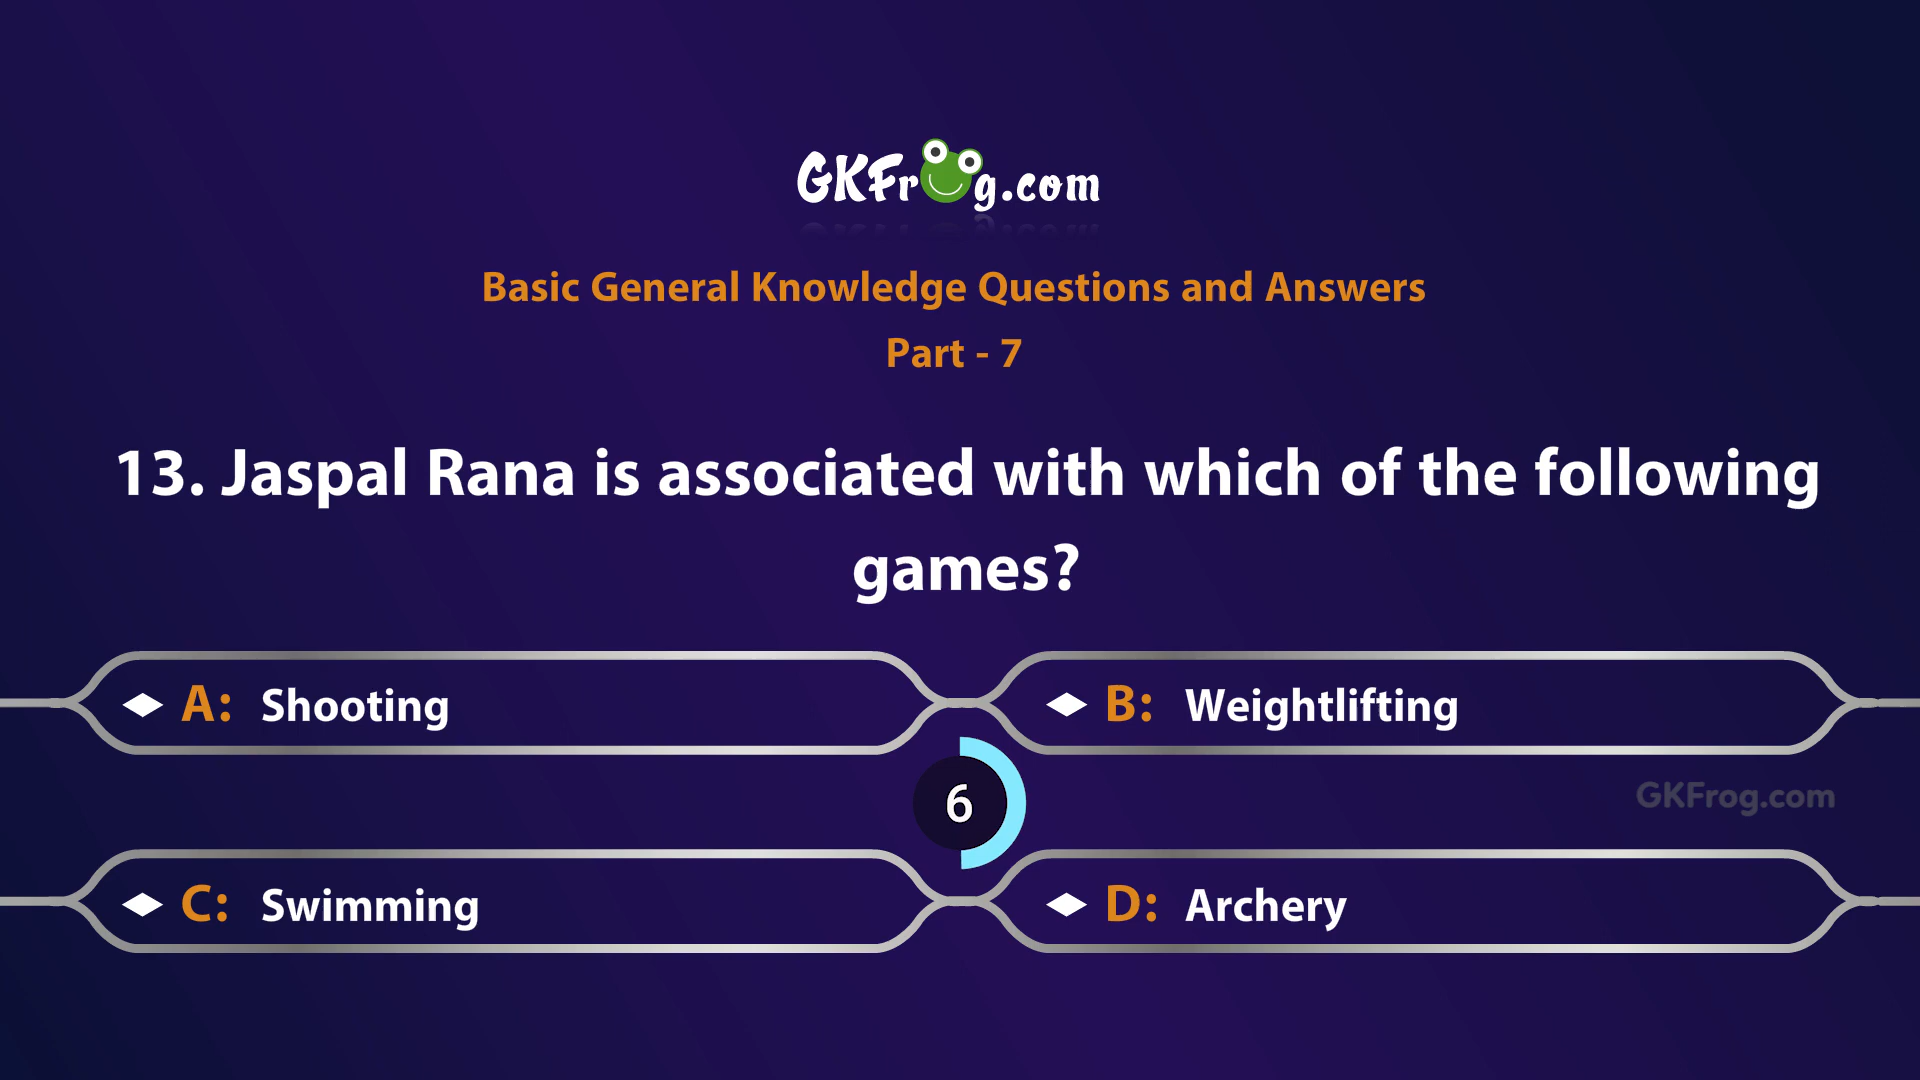 GKFrog.com
Basic General Knowledge Questions and Answers
Part - 7
13. Jaspal Rana is associated with which of the following
games?
A: Shooting
B: Weightlifting
6
GKFrog.com
C: Swimming
D: Archery